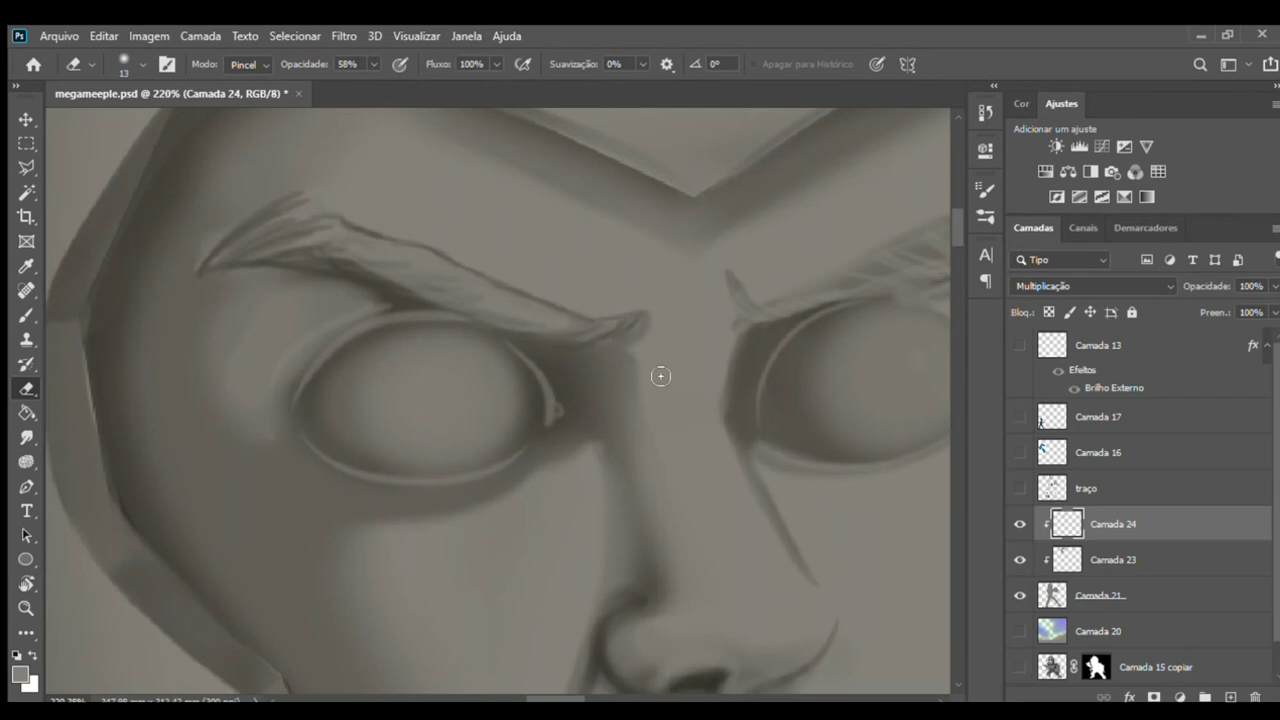 Ps Arquivo Editar Imagem Camada Texto Selecionar Filtro 3D Visualizar Janela Ajuda
13 Modo: Pincel Opacidade: 58% Fluxo: 100% Suavização: 0% 0° Apagar para Histórico
megameeple.psd @ 220% (Camada 24, RGB/8) * ×
Cor Ajustes
Adicionar um ajuste
Camadas Canais Demarcadores
Tipo
Multiplicação Opacidade: 100%
Bloq.: Preen.: 100%
Camada 13 fx
Efeitos
Brilho Externo
Camada 17
Camada 16
traço
Camada 24
Camada 23
Camada 21
Camada 20
Camada 15 copiar